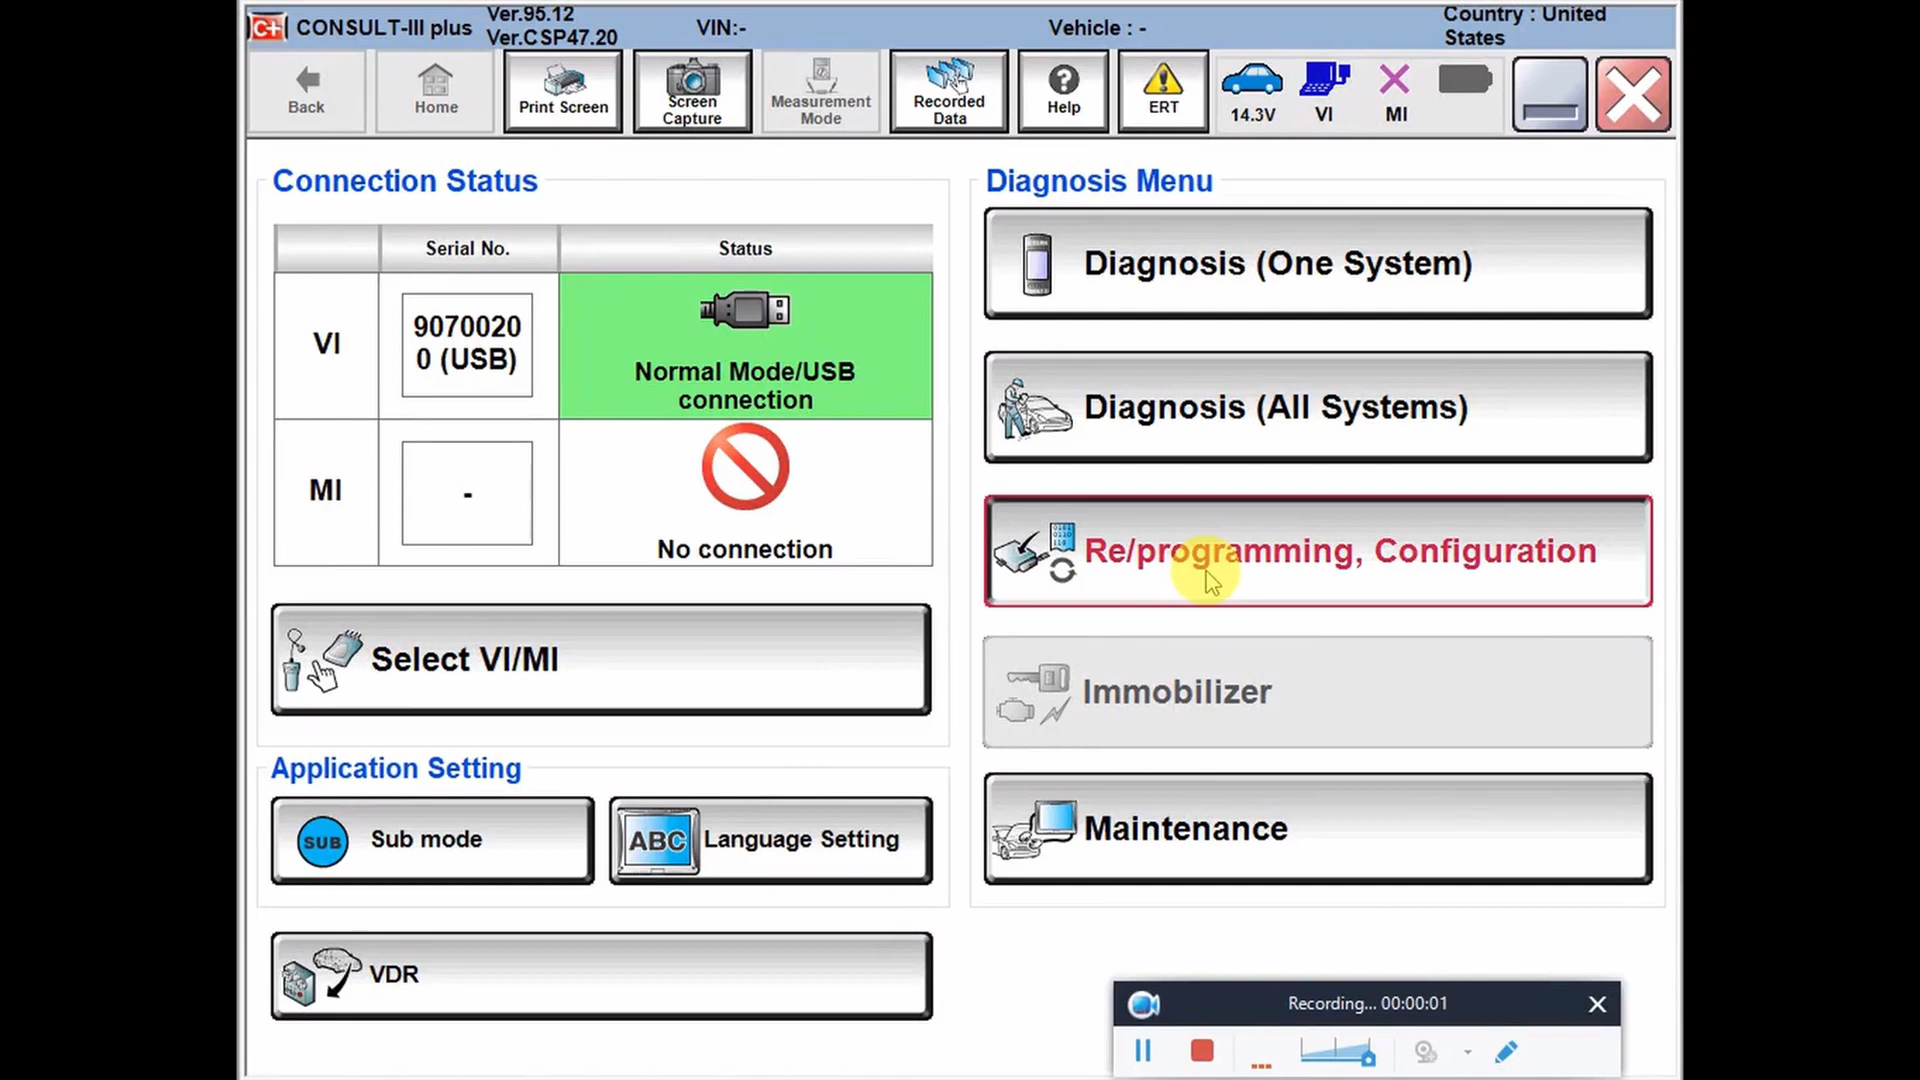 C+ CONSULT-III plus
Ver.95.12
Ver.CSP47.20
VIN:-
Vehicle : -
Country : United
States
Back
Home
Print Screen
Screen
Capture
Measurement
Mode
Recorded
Data
Help
ERT
14.3V
VI
MI
Connection Status
Serial No.
Status
VI
9070020
0 (USB)
Normal Mode/USB
connection
MI
-
No connection
Select VI/MI
Application Setting
SUB
Sub mode
ABC
Language Setting
VDR
Diagnosis Menu
Diagnosis (One System)
Diagnosis (All Systems)
Re/programming, Configuration
Immobilizer
Maintenance
Recording... 00:00:01